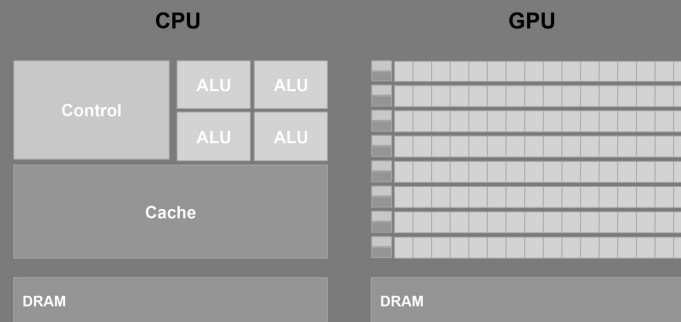 CPU
GPU
Control
ALU
ALU
ALU
ALU
Cache
DRAM
DRAM